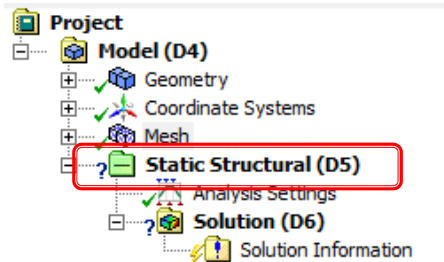 Project
Model (D4)
Geometry
Coordinate Systems
Mesh
Static Structural (D5)
Analysis Settings
Solution (D6)
Solution Information